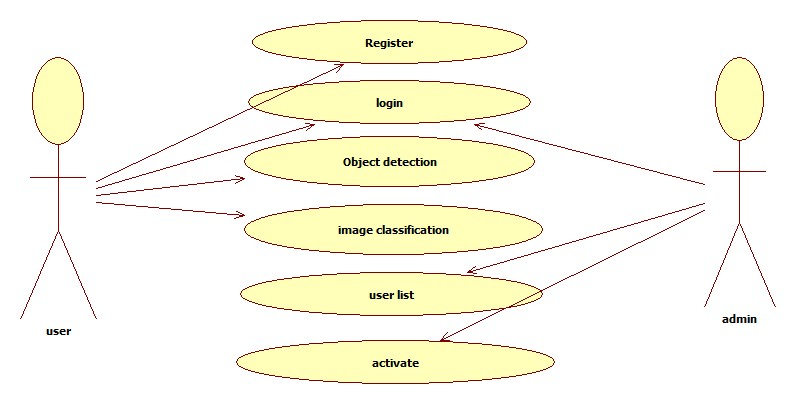 Register
login
Object detection
image classification
user list
activate
user
admin